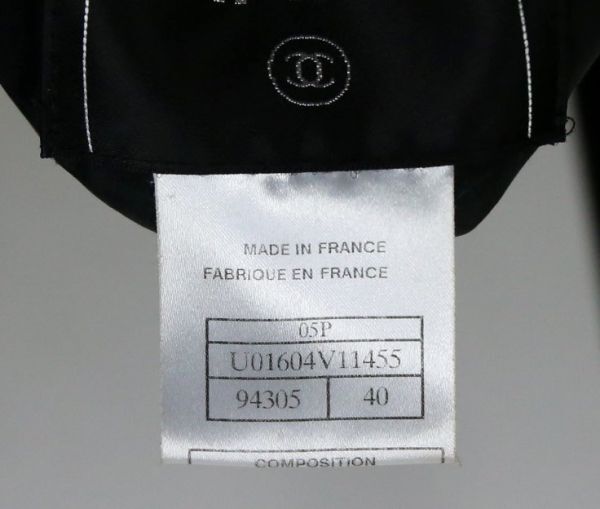 MADE IN FRANCE
FABRIQUE EN FRANCE
05P
U01604V11455
94305 40
COMPOSITION